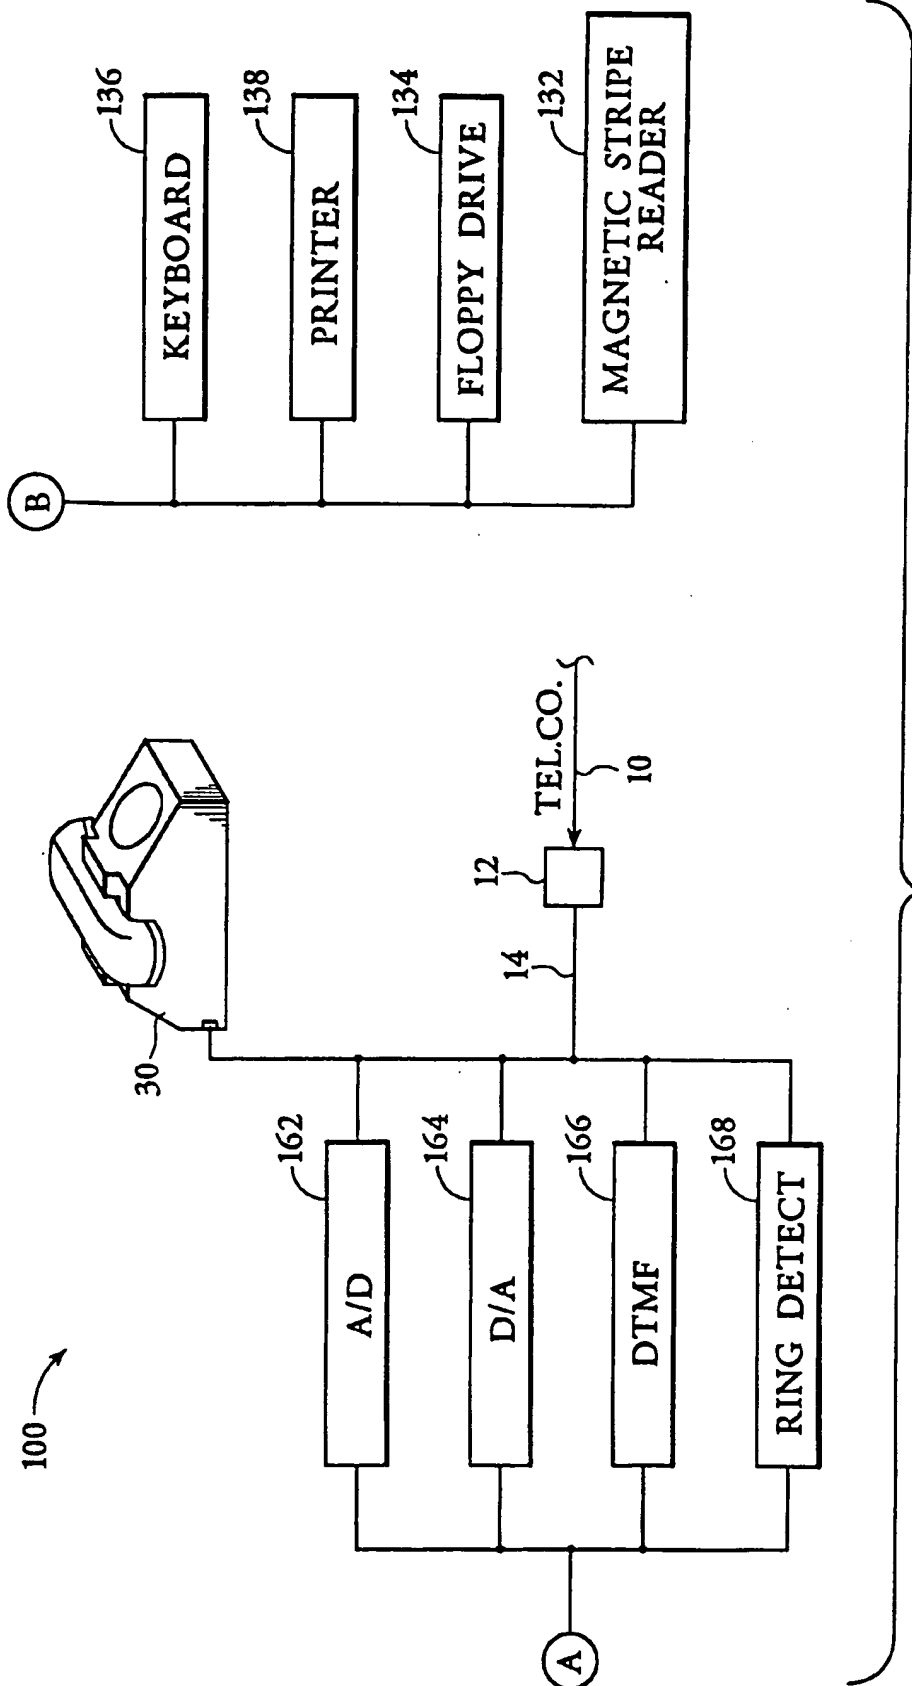 100
30
A
162
A/D
164
D/A
166
DTMF
168
RING DETECT
14
12
TEL.CO.
10
B
136
KEYBOARD
138
PRINTER
134
FLOPPY DRIVE
132
MAGNETIC STRIPE
READER